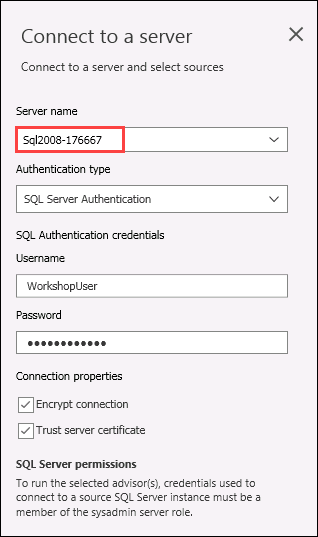 Connect to a server
Connect to a server and select sources
Server name
Sql2008-176667
Authentication type
SQL Server Authentication
SQL Authentication credentials
Username
WorkshopUser
Password
●●●●●●●●●●●●
Connection properties
Encrypt connection
Trust server certificate
SQL Server permissions
To run the selected advisor(s), credentials used to
connect to a source SQL Server instance must be a
member of the sysadmin server role.